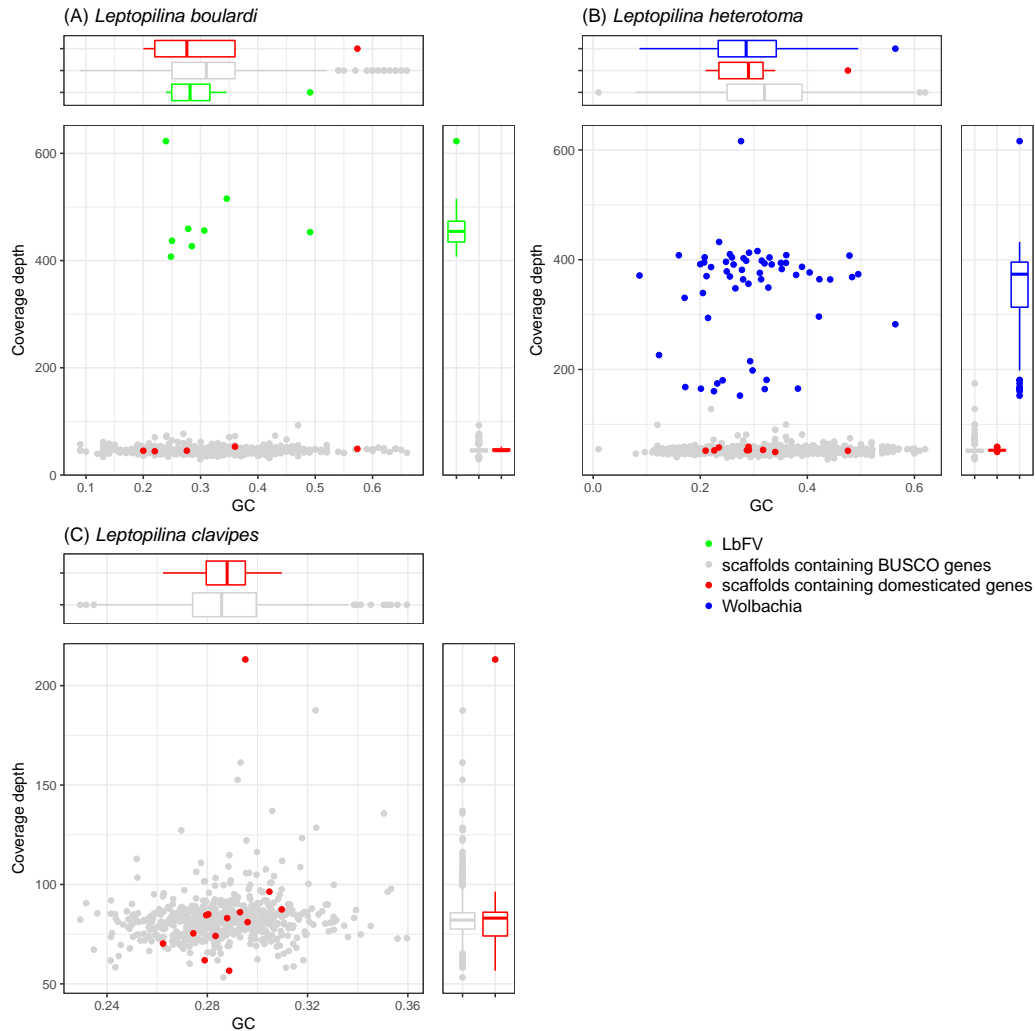 (A) Leptopilina boulardi
(B) Leptopilina heterotoma
600
400
200
0
Coverage depth
0.1 0.2 0.3 0.4 0.5 0.6
GC
600
400
200
Coverage depth
0.0 0.2 0.4 0.6
GC
(C) Leptopilina clavipes
LbFV
scaffolds containing BUSCO genes
scaffolds containing domesticated genes
Wolbachia
200
150
100
50
Coverage depth
0.24 0.28 0.32 0.36
GC